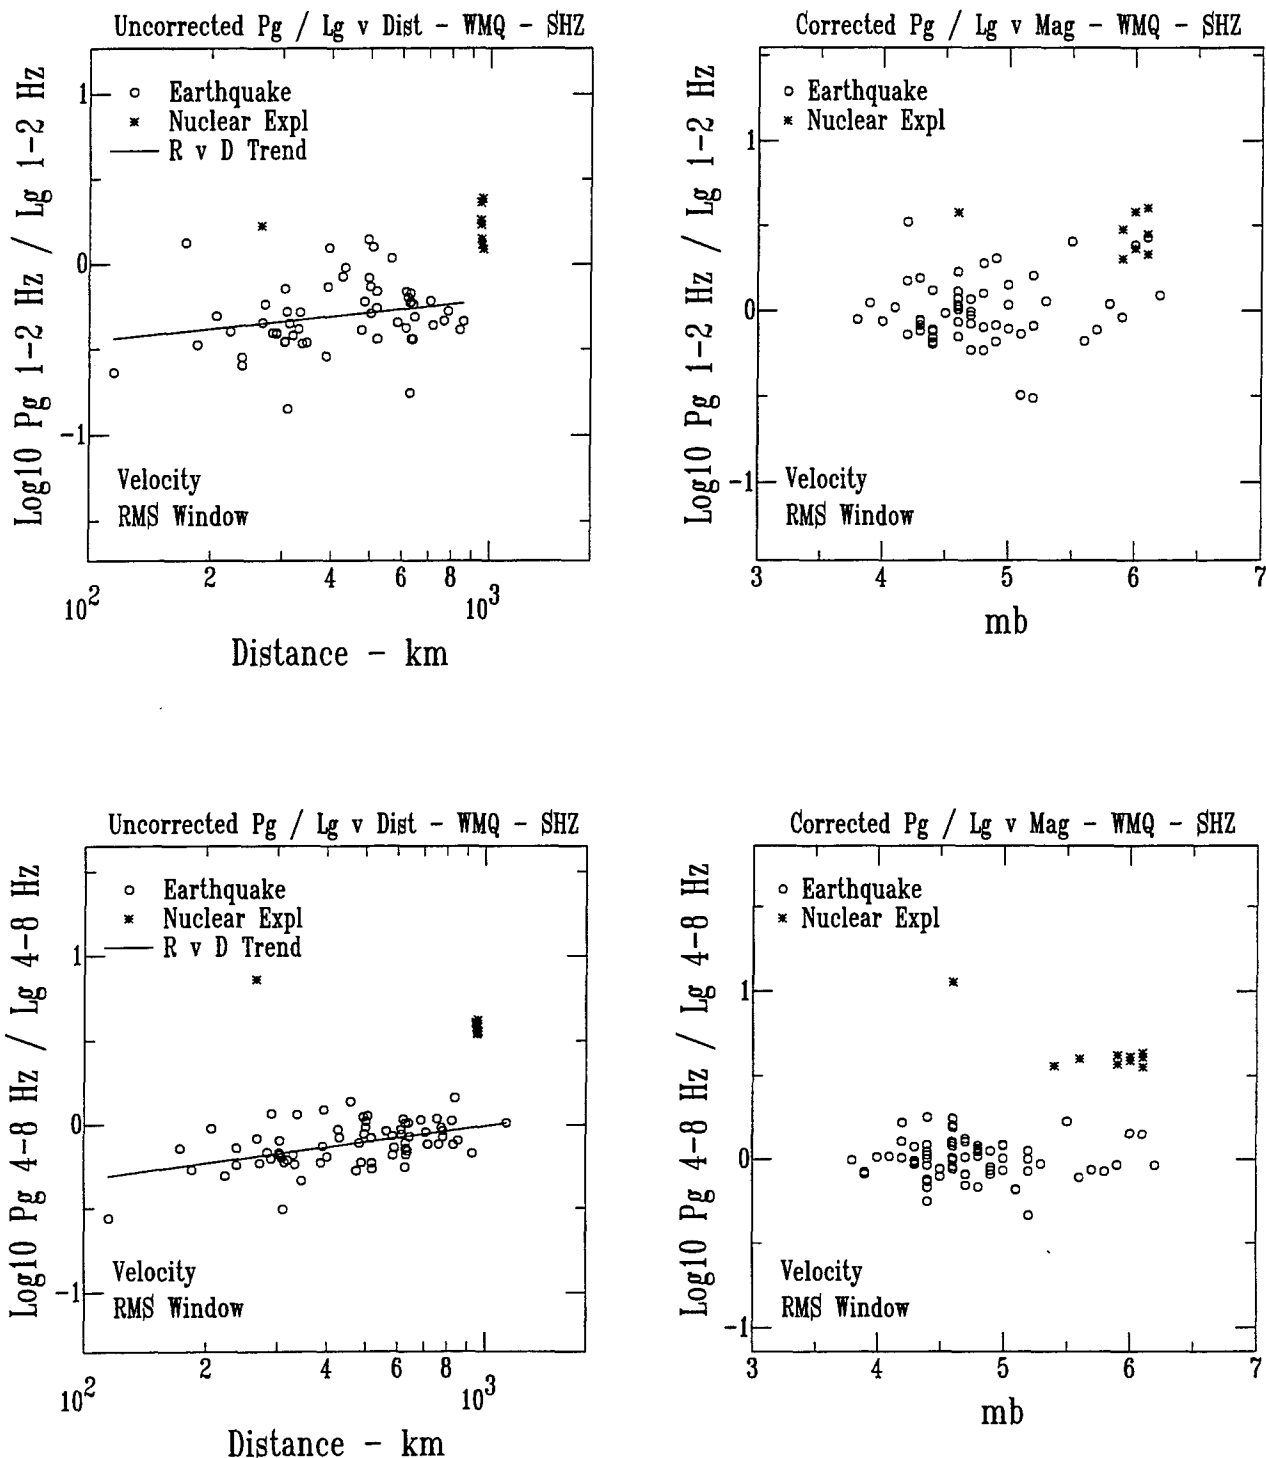 Uncorrected Pg / Lg v Dist - WMQ - SHZ
Log10 Pg 1-2 Hz / Lg 1-2 Hz
1
0
-1
Earthquake
Nuclear Expl
R v D Trend
Velocity
RMS Window
2 4 6 8
10^2 10^3
Distance - km
Corrected Pg / Lg v Mag - WMQ - SHZ
Log10 Pg 1-2 Hz / Lg 1-2 Hz
1
0
-1
Earthquake
Nuclear Expl
Velocity
RMS Window
3 4 5 6 7
mb
Uncorrected Pg / Lg v Dist - WMQ - SHZ
Log10 Pg 4-8 Hz / Lg 4-8 Hz
1
0
-1
Earthquake
Nuclear Expl
R v D Trend
Velocity
RMS Window
2 4 6 8
10^2 10^3
Distance - km
Corrected Pg / Lg v Mag - WMQ - SHZ
Log10 Pg 4-8 Hz / Lg 4-8 Hz
1
0
-1
Earthquake
Nuclear Expl
Velocity
RMS Window
3 4 5 6 7
mb